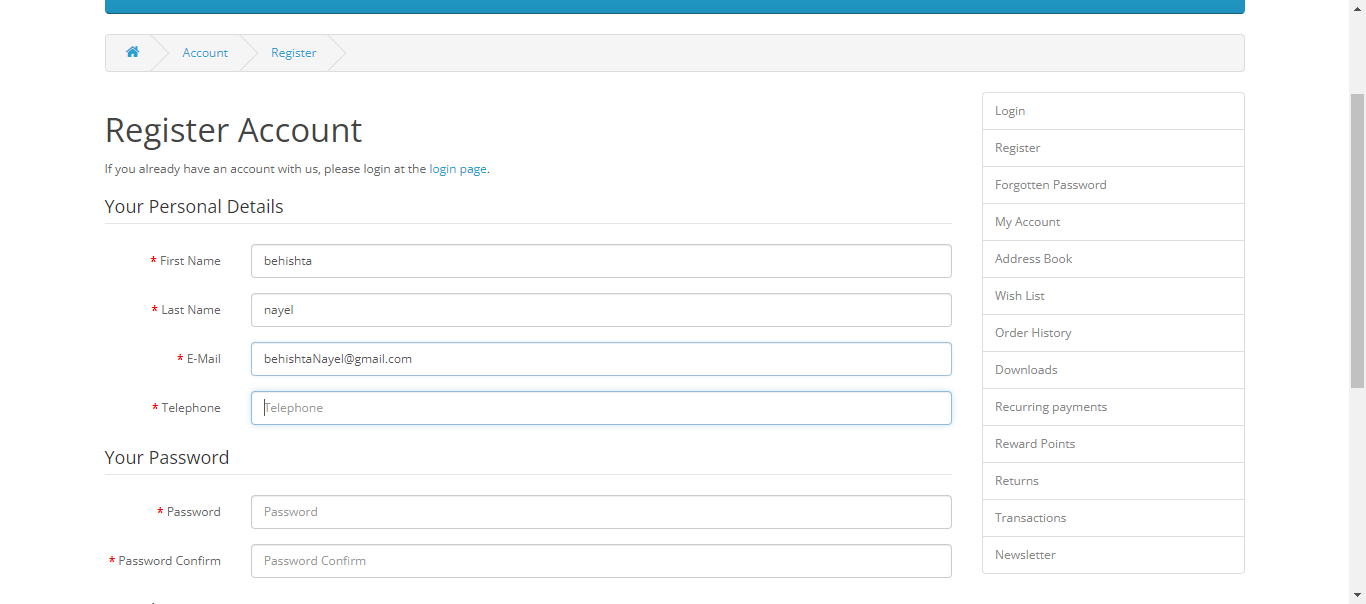 Account
Register
Register Account
If you already have an account with us, please login at the login page.
Your Personal Details
* First Name
behishta
* Last Name
nayel
* E-Mail
behishtaNayel@gmail.com
* Telephone
Telephone
Your Password
* Password
Password
* Password Confirm
Password Confirm
Login
Register
Forgotten Password
My Account
Address Book
Wish List
Order History
Downloads
Recurring payments
Reward Points
Returns
Transactions
Newsletter